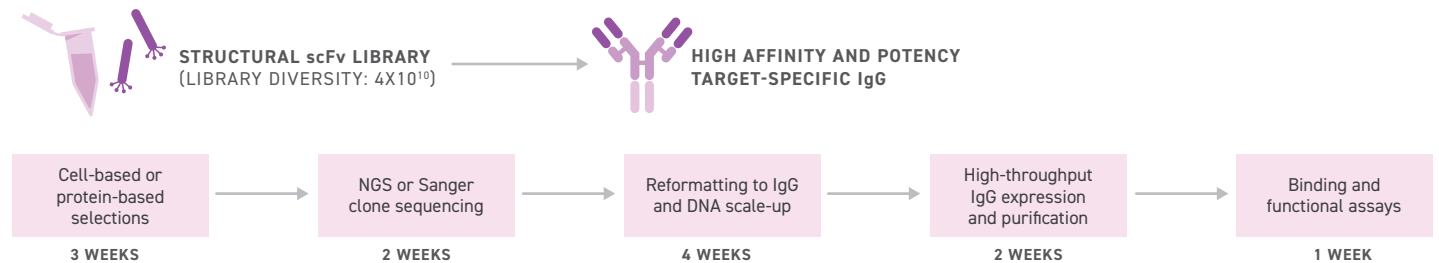 STRUCTURAL scFv LIBRARY
(LIBRARY DIVERSITY: 4X10¹⁰)
HIGH AFFINITY AND POTENCY
TARGET-SPECIFIC IgG
Cell-based or
protein-based
selections
3 WEEKS
NGS or Sanger
clone sequencing
2 WEEKS
Reformatting to IgG
and DNA scale-up
4 WEEKS
High-throughput
IgG expression
and purification
2 WEEKS
Binding and
functional assays
1 WEEK